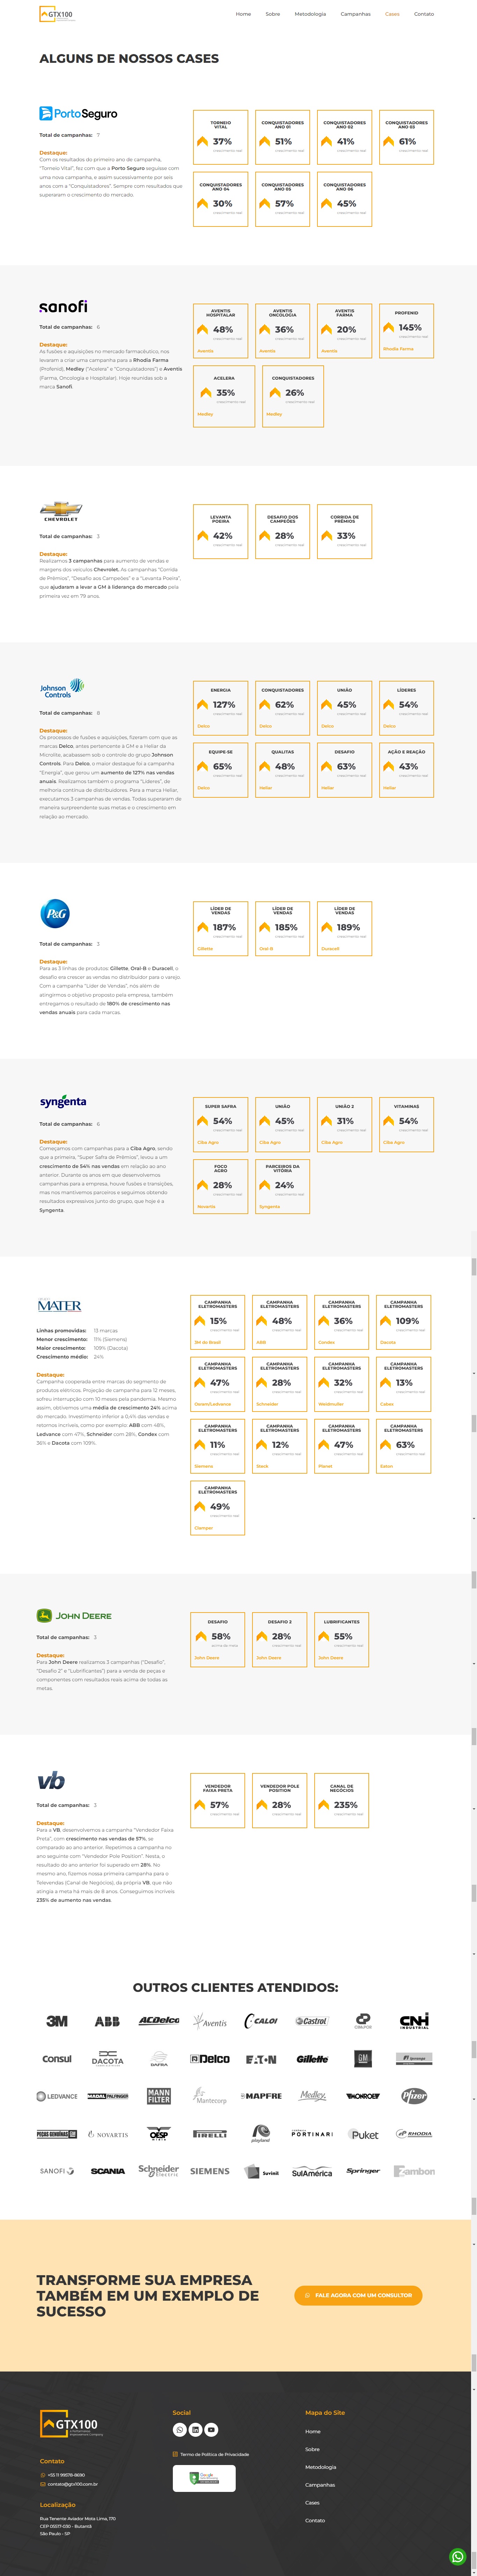 GTX100
Home
Sobre
Metodologia
Campanhas
Cases
Contato
ALGUNS DE NOSSOS CASES
PortoSeguro
Total de campanhas: 7
Destaque:
Com os resultados do primeiro ano de campanha,
"Torneio Vital", fez com que a Porto Seguro seguisse com
uma nova campanha, e assim sucessivamente por seis
anos com a "Conquistadores". Sempre com resultados que
superaram o crescimento do mercado.
TORNEIO
VITAL
37%
crescimento real
CONQUISTADORES
ANO 01
51%
crescimento real
CONQUISTADORES
ANO 02
41%
crescimento real
CONQUISTADORES
ANO 03
61%
crescimento real
CONQUISTADORES
ANO 04
30%
crescimento real
CONQUISTADORES
ANO 05
57%
crescimento real
CONQUISTADORES
ANO 06
45%
crescimento real
sanofi
Total de campanhas: 6
Destaque:
As fusões e aquisições no mercado farmacêutico, nos
levaram a criar uma campanha para a Rhodia Farma
(Profenid), Medley ("Acelera" e "Conquistadores") e Aventis
(Farma, Oncologia e Hospitalar). Hoje reunidas sob a
marca Sanofi.
AVENTIS
HOSPITALAR
48%
crescimento real
Aventis
AVENTIS
ONCOLOGIA
36%
crescimento real
Aventis
AVENTIS
FARMA
20%
crescimento real
Aventis
PROFENID
145%
crescimento real
Rhodia Farma
ACELERA
35%
crescimento real
Medley
CONQUISTADORES
26%
crescimento real
Medley
CHEVROLET
Total de campanhas: 3
Destaque:
Realizamos 3 campanhas para aumento de vendas e
margens dos veículos Chevrolet. As campanhas "Corrida
de Prêmios", "Desafio aos Campeões" e a "Levanta Poeira",
que ajudaram a levar a GM à liderança do mercado pela
primeira vez em 79 anos.
LEVANTA
POEIRA
42%
crescimento real
DESAFIO DOS
CAMPEÕES
28%
crescimento real
CORRIDA DE
PRÊMIOS
33%
crescimento real
Johnson
Controls
Total de campanhas: 8
Destaque:
Os processos de fusões e aquisições, fizeram com que as
marcas Delco, antes pertencente à GM e a Heliar da
Microlite, acabassem sob o controle do grupo Johnson
Controls. Para Delco, o maior destaque foi a campanha
"Energia", que gerou um aumento de 127% nas vendas
anuais. Realizamos também o programa "Líderes", de
melhoria contínua de distribuidores. Para a marca Heliar,
executamos 3 campanhas de vendas. Todas superaram de
maneira surpreendente suas metas e o crescimento em
relação ao mercado.
ENERGIA
127%
crescimento real
Delco
CONQUISTADORES
62%
crescimento real
Delco
UNIÃO
45%
crescimento real
Delco
LÍDERES
54%
crescimento real
Delco
EQUIPE-SE
65%
crescimento real
Delco
QUALITAS
48%
crescimento real
Heliar
DESAFIO
63%
crescimento real
Heliar
AÇÃO E REAÇÃO
43%
crescimento real
Heliar
P&G
Total de campanhas: 3
Destaque:
Para as 3 linhas de produtos: Gillette, Oral-B e Duracell, o
desafio era crescer as vendas no distribuidor para o varejo.
Com a campanha "Líder de Vendas", nós além de
atingirmos o objetivo proposto pela empresa, também
entregamos o resultado de 180% de crescimento nas
vendas anuais para cada marcas.
LÍDER DE
VENDAS
187%
crescimento real
Gillette
LÍDER DE
VENDAS
185%
crescimento real
Oral-B
LÍDER DE
VENDAS
189%
crescimento real
Duracell
syngenta
Total de campanhas: 6
Destaque:
Começamos com campanhas para a Ciba Agro, sendo
que a primeira, "Super Safra de Prêmios", levou a um
crescimento de 54% nas vendas em relação ao ano
anterior. Durante os anos em que desenvolvemos
campanhas para a empresa, houve fusões e transições,
mas nos mantivemos parceiros e seguimos obtendo
resultados expressivos junto do grupo, que hoje é a
Syngenta.
SUPER SAFRA
54%
crescimento real
Ciba Agro
UNIÃO
45%
crescimento real
Ciba Agro
UNIÃO 2
31%
crescimento real
Ciba Agro
VITAMINAS
54%
crescimento real
Ciba Agro
FOCO
AGRO
28%
crescimento real
Novartis
PARCEIROS DA
VITÓRIA
24%
crescimento real
Syngenta
MATER
Linhas promovidas: 13 marcas
Menor crescimento: 11% (Siemens)
Maior crescimento: 109% (Dacota)
Crescimento médio: 24%
Destaque:
Campanha cooperada entre marcas do segmento de
produtos elétricos. Projeção de campanha para 12 meses,
sofreu interrupção com 10 meses pelo governo. Mesmo
assim, obtivemos uma média de crescimento 24% acima
do mercado. Investimento inferior a 0,4% das vendas e
retornos incríveis, como por exemplo: ABB com 48%,
Ledvance com 47%, Schneider com 28%, Condex com
36% e Dacota com 109%.
CAMPANHA
ELETROMASTERS
15%
crescimento real
3M do Brasil
CAMPANHA
ELETROMASTERS
48%
crescimento real
ABB
CAMPANHA
ELETROMASTERS
36%
crescimento real
Condex
CAMPANHA
ELETROMASTERS
109%
crescimento real
Dacota
CAMPANHA
ELETROMASTERS
47%
crescimento real
Osram/Ledvance
CAMPANHA
ELETROMASTERS
28%
crescimento real
Schneider
CAMPANHA
ELETROMASTERS
32%
crescimento real
Weidmuller
CAMPANHA
ELETROMASTERS
13%
crescimento real
Cabex
CAMPANHA
ELETROMASTERS
11%
crescimento real
Siemens
CAMPANHA
ELETROMASTERS
12%
crescimento real
CAMPANHA
ELETROMASTERS
47%
crescimento real
Planet
CAMPANHA
ELETROMASTERS
63%
crescimento real
Eaton
CAMPANHA
ELETROMASTERS
49%
crescimento real
Clamper
JOHN DEERE
Total de campanhas: 3
Destaque:
Para John Deere realizamos 3 campanhas ("Desafio",
"Desafio 2" e "Lubrificantes") para a venda de peças e
componentes com resultados reais acima de todas as
metas.
DESAFIO
58%
acima da meta
John Deere
DESAFIO 2
28%
crescimento real
John Deere
LUBRIFICANTES
55%
crescimento real
John Deere
vb
Total de campanhas: 3
Destaque:
Para a VB, desenvolvemos a campanha "Vendedor Faixa
Preta", com crescimento nas vendas de 57%, se
comparado ao ano anterior. Repetimos a campanha no
ano seguinte com "Vendedor Pole Position". Neste, o
resultado do ano anterior foi superado em 28%. No
mesmo ano, fizemos nossa primeira campanha para o
Televendas (Canal de Negócios), da própria VB, que não
atingia a meta há mais de 8 anos. Conseguimos incríveis
235% de aumento nas vendas.
VENDEDOR
FAIXA PRETA
57%
crescimento real
VENDEDOR POLE
POSITION
28%
crescimento real
CANAL DE
NEGÓCIOS
235%
crescimento real
OUTROS CLIENTES ATENDIDOS:
3M
ABB
ACDelco
Aventis
CALOI
Castrol
CNH
INDUSTRIAL
Consul
DACOTA
DAFRA
Delco
EATON
Gillette
GM
LEDVANCE
MANN
FILTER
Mantecorp
MAPFRE
Medley
MONROE
Pfizer
PEÇAS GENUÍNAS GM
NOVARTIS
OESP
MÍDIA
PIRELLI
playland
PORTINARI
Puket
RHODIA
SANOFI
SCANIA
Schneider
Electric
SIEMENS
Suvinil
SulAmérica
Springer
Zambon
TRANSFORME SUA EMPRESA
TAMBÉM EM UM EXEMPLO DE
SUCESSO
FALE AGORA COM UM CONSULTOR
GTX100
Contato
+55 11 99578-8690
contato@gtx100.com.br
Localização
Rua Tenente Aviador Mota Lima, 170
CEP 05517-030 - Butantã
São Paulo - SP
Social
Termo de Política de Privacidade
Google
Mapa do Site
Home
Sobre
Metodologia
Campanhas
Cases
Contato